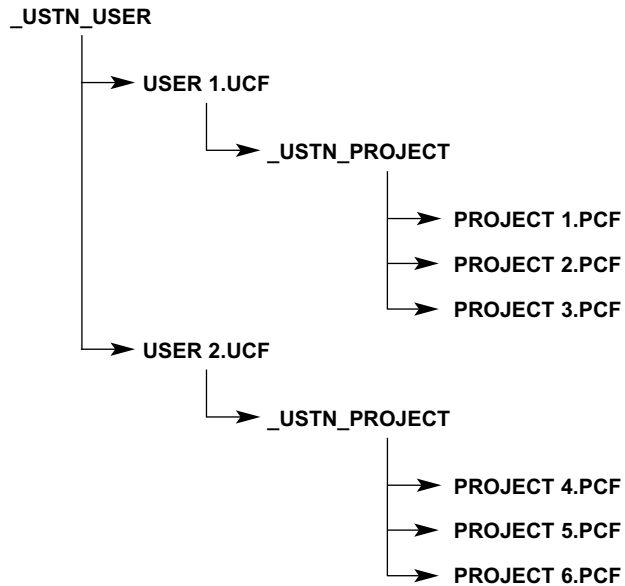 _USTN_USER
USER 1.UCF
_USTN_PROJECT
PROJECT 1.PCF
PROJECT 2.PCF
PROJECT 3.PCF
USER 2.UCF
_USTN_PROJECT
PROJECT 4.PCF
PROJECT 5.PCF
PROJECT 6.PCF